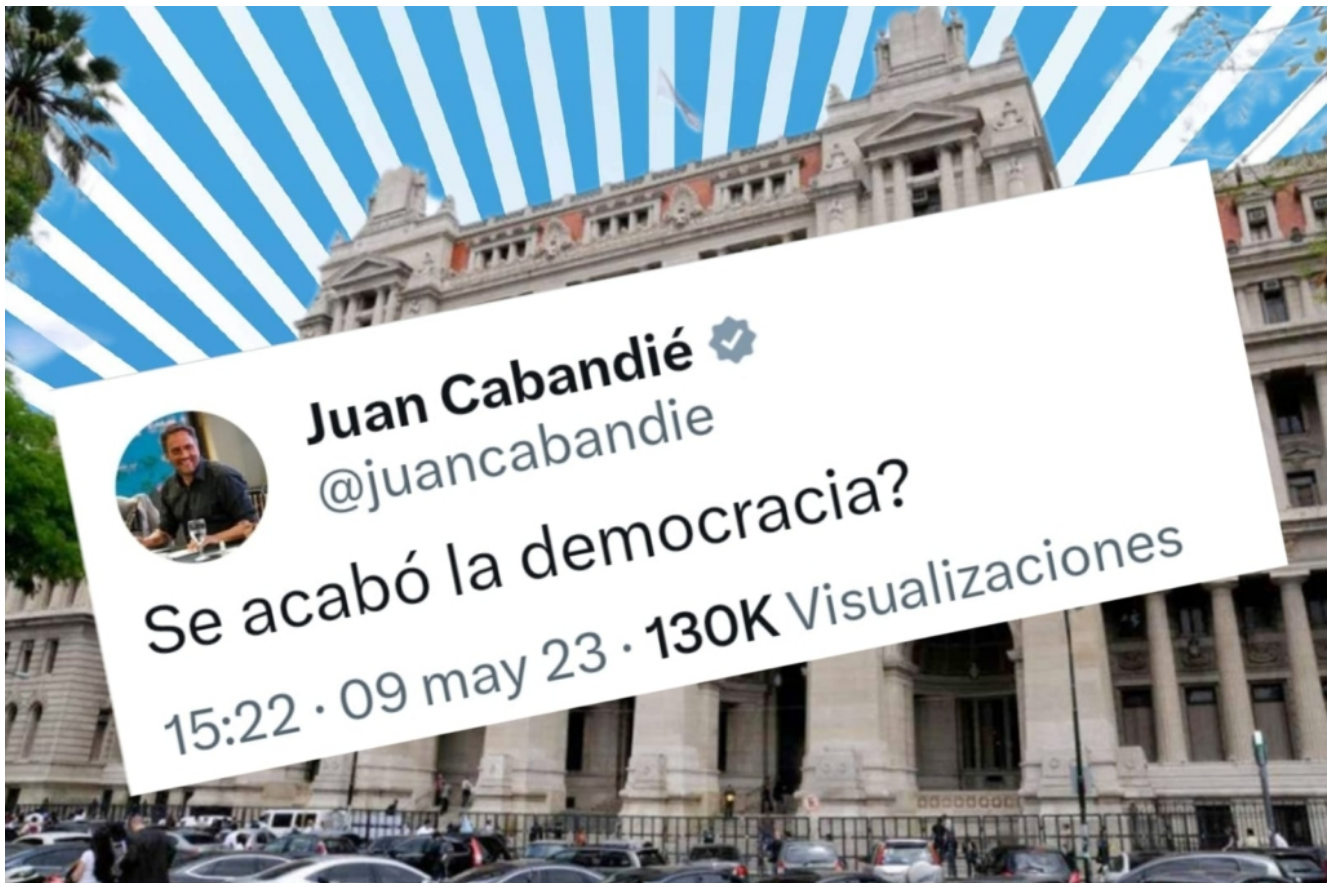 Juan Cabandié
@juancabandie
Se acabó la democracia?
15:22 · 09 may 23 · 130K Visualizaciones